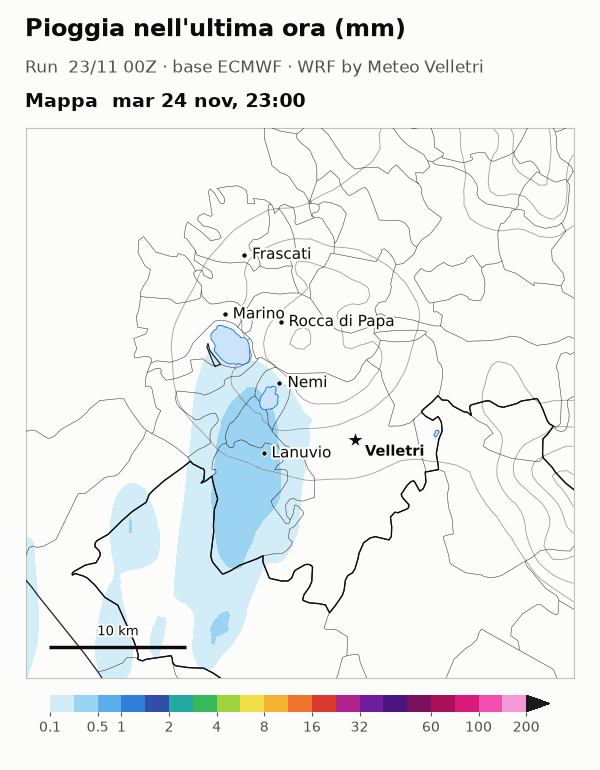 Pioggia nell'ultima ora (mm)
Run  23/11 00Z · base ECMWF · WRF by Meteo Velletri
Mappa  mar 24 nov, 23:00
Frascati
Marino
Rocca di Papa
Nemi
Velletri
Lanuvio
10 km
0.1 0.5 1 2 4 8 16 32 60 100 200